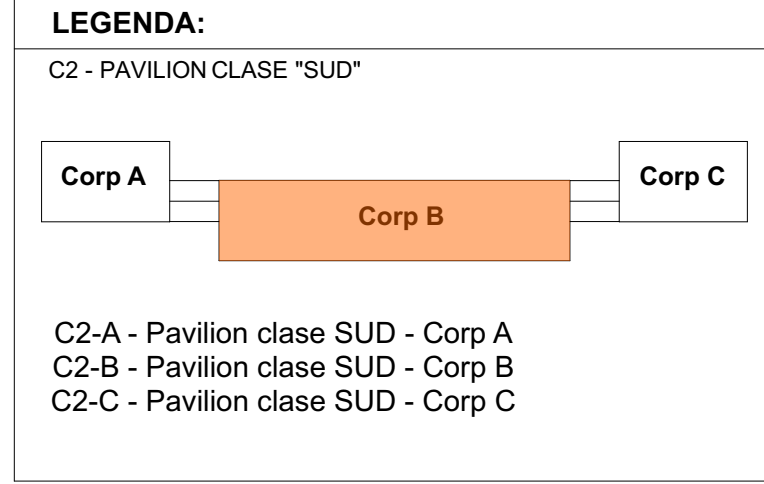 LEGENDA:
C2 - PAVILION CLASE "SUD"
Corp A
Corp C
Corp B
C2-A - Pavilion clase SUD - Corp A
C2-B - Pavilion clase SUD - Corp B
C2-C - Pavilion clase SUD - Corp C